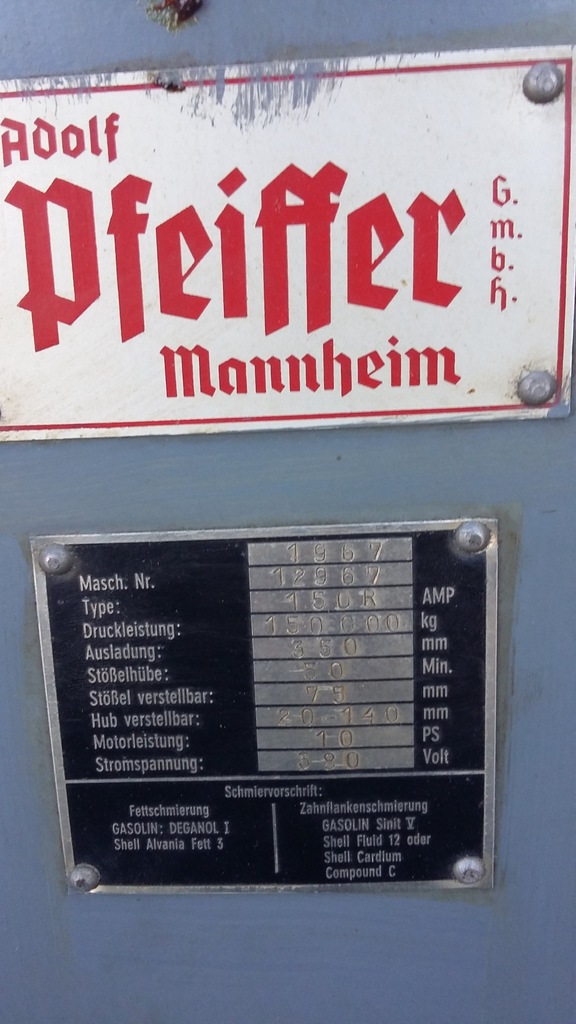 Adolf
Pfeiffer
G.
m.
b.
h.
Mannheim
1967
Masch. Nr. 12967
Type: 150R AMP
Druckleistung: 150000 kg
Ausladung: 350 mm
Stößelhübe: 50 Min.
Stößel verstellbar: 75 mm
Hub verstellbar: 20-140 mm
Motorleistung: 10 PS
Stromspannung: 380 Volt
Schmiervorschrift:
Fettschmierung
GASOLIN: DEGANOL I
Shell Alvania Fett 3
Zahnflankenschmierung
GASOLIN Sinit V
Shell Fluid 12 oder
Shell Cardium
Compound C